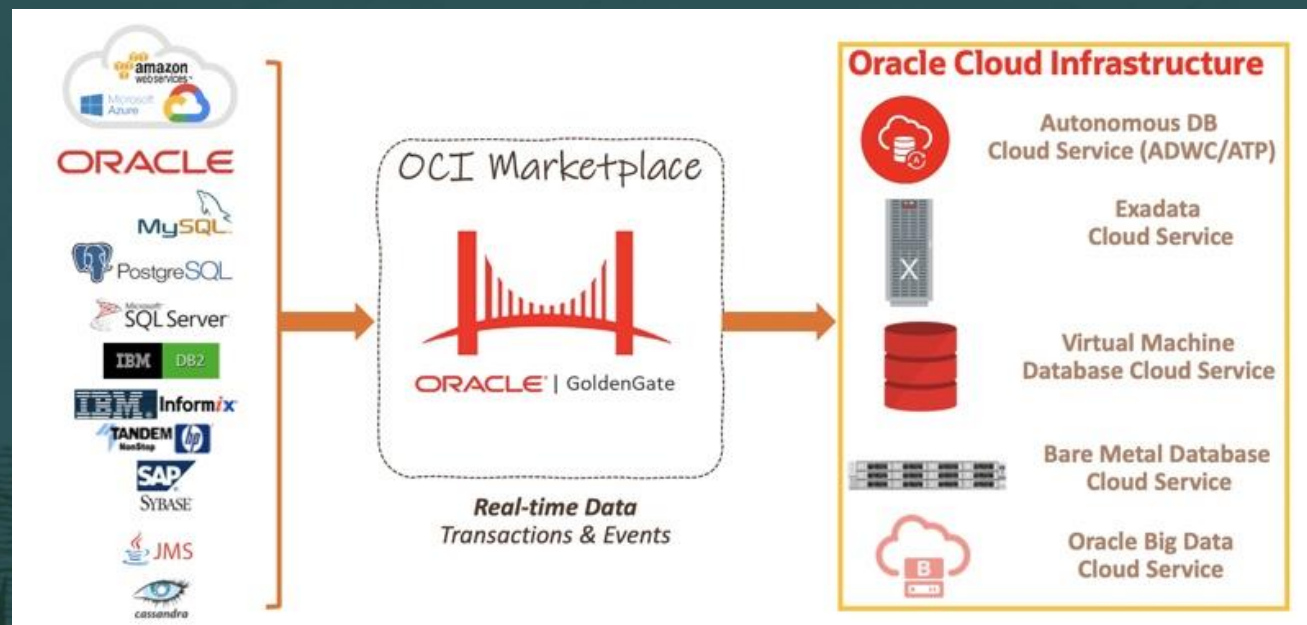 amazon
webservices™
Microsoft
Azure
ORACLE
MySQL
PostgreSQL
Microsoft
SQL Server
IBM DB2
IBM. Informix
TANDEM
NonStop
hp
SAP
SYBASE
JMS
cassandra
OCI Marketplace
ORACLE® | GoldenGate
Real-time Data
Transactions & Events
Oracle Cloud Infrastructure
A
Autonomous DB
Cloud Service (ADWC/ATP)
X
Exadata
Cloud Service
Virtual Machine
Database Cloud Service
Bare Metal Database
Cloud Service
B
Oracle Big Data
Cloud Service